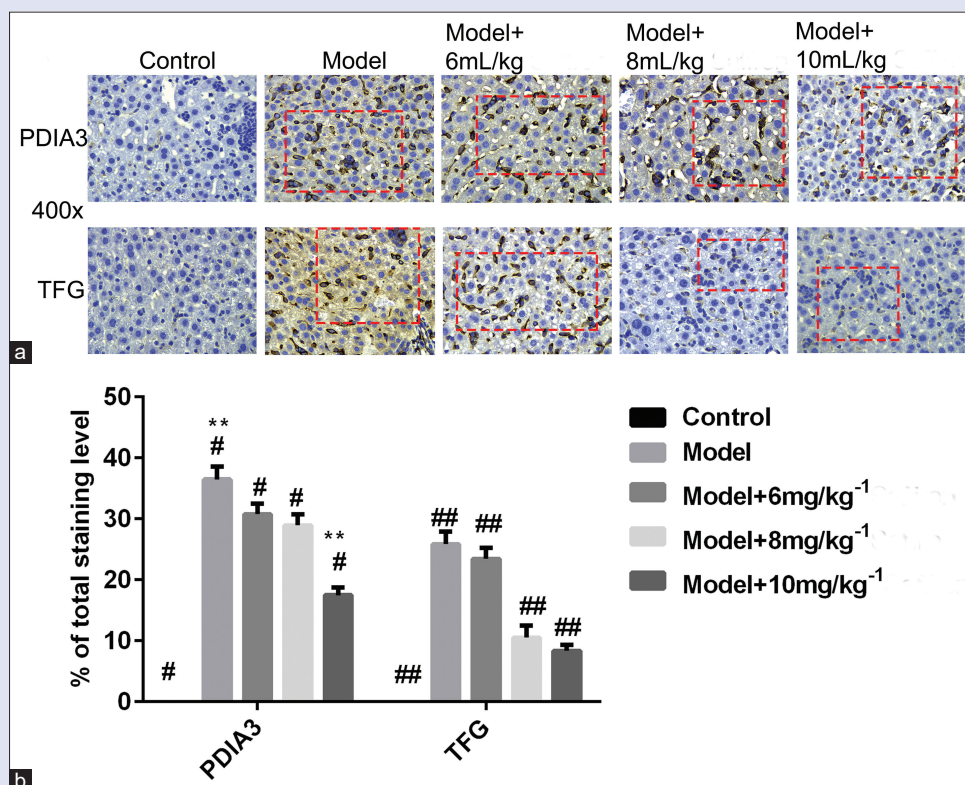 Control
Model
Model+
6mL/kg
Model+
8mL/kg
Model+
10mL/kg
PDIA3
400x
TFG
a
50
40
30
20
10
0
% of total staining level
#
**
#
#
#
**
#
##
##
##
##
##
PDIA3
TFG
Control
Model
Model+6mg/kg⁻¹
Model+8mg/kg⁻¹
Model+10mg/kg⁻¹
b